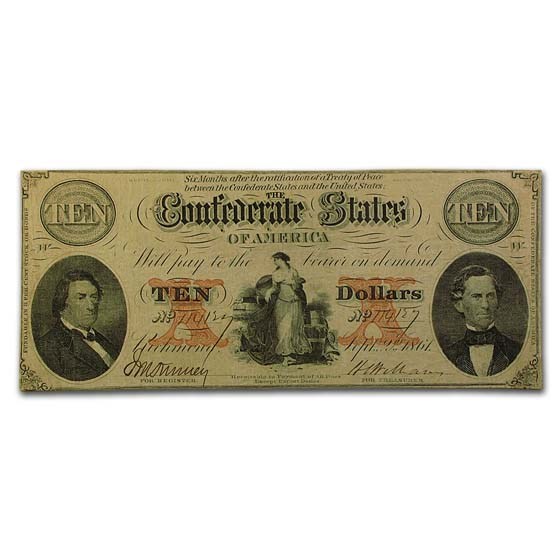 Six Months after the ratification of a Treaty of Peace
between the Confederate States and the United States:
THE
TEN Confederate States TEN
OF AMERICA
Will pay to the bearer on demand
TEN X X Dollars
Richmond Sept. 1861.
FOR REGISTER. FOR TREASURER.
Receivable in Payment of All Dues
Except Export Duties